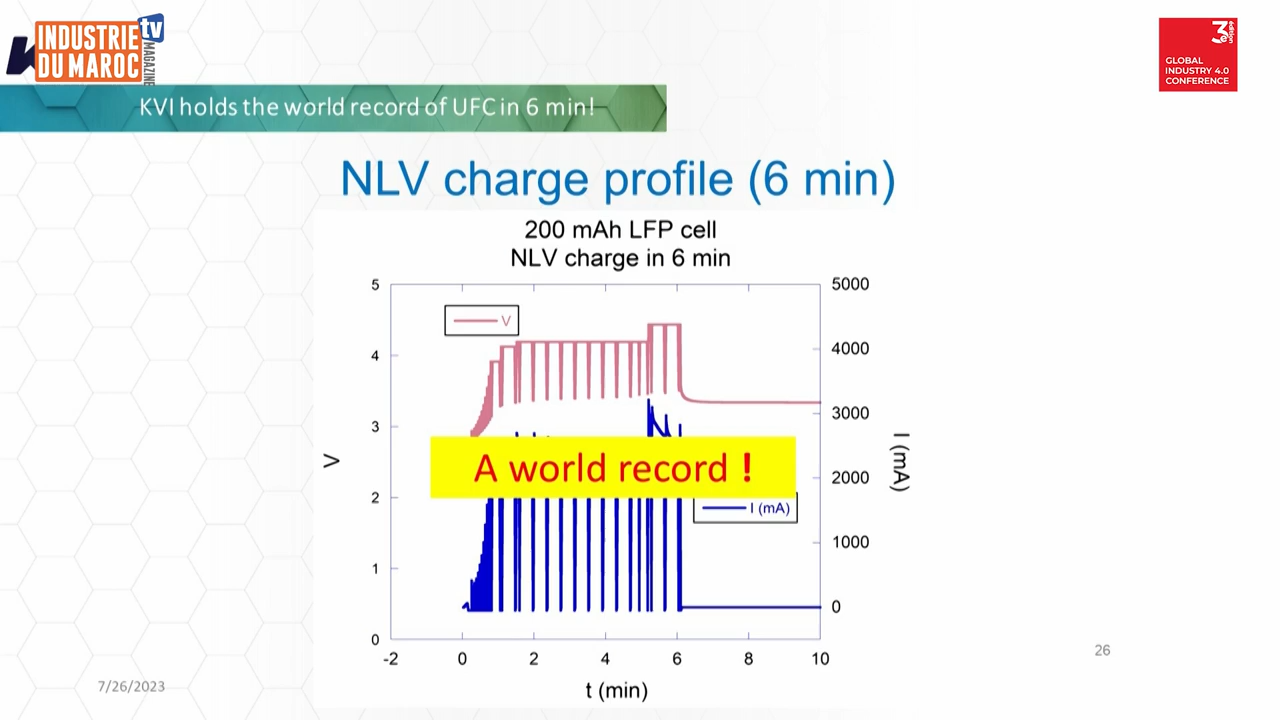 INDUSTRIE
DU MAROC
tv
MAGAZINE
3e
édition
GLOBAL
INDUSTRY 4.0
CONFERENCE
KVI holds the world record of UFC in 6 min!
NLV charge profile (6 min)
200 mAh LFP cell
NLV charge in 6 min
5
4
3
2
1
0
V
V
A world record !
I (mA)
5000
4000
3000
2000
1000
0
I (mA)
-2
0
2
4
6
8
10
t (min)
7/26/2023
26